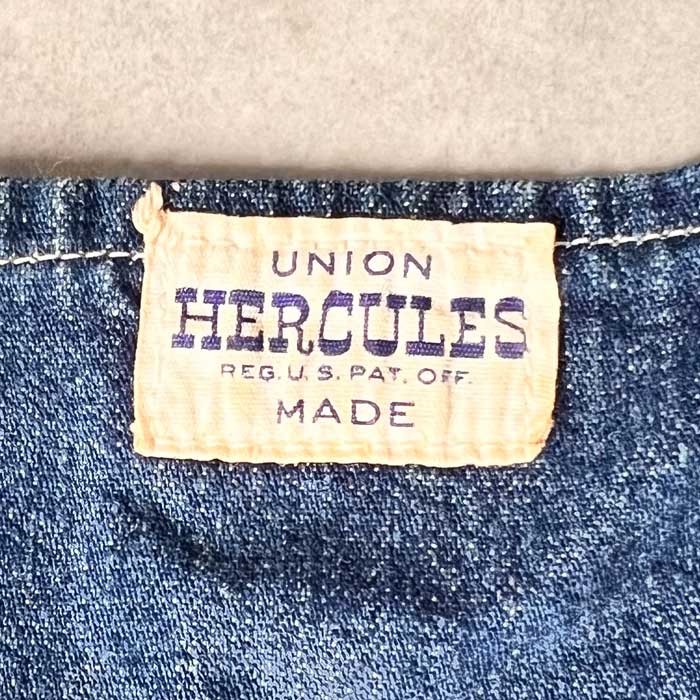 UNION
HERCULES
REG. U. S. PAT. OFF.
MADE